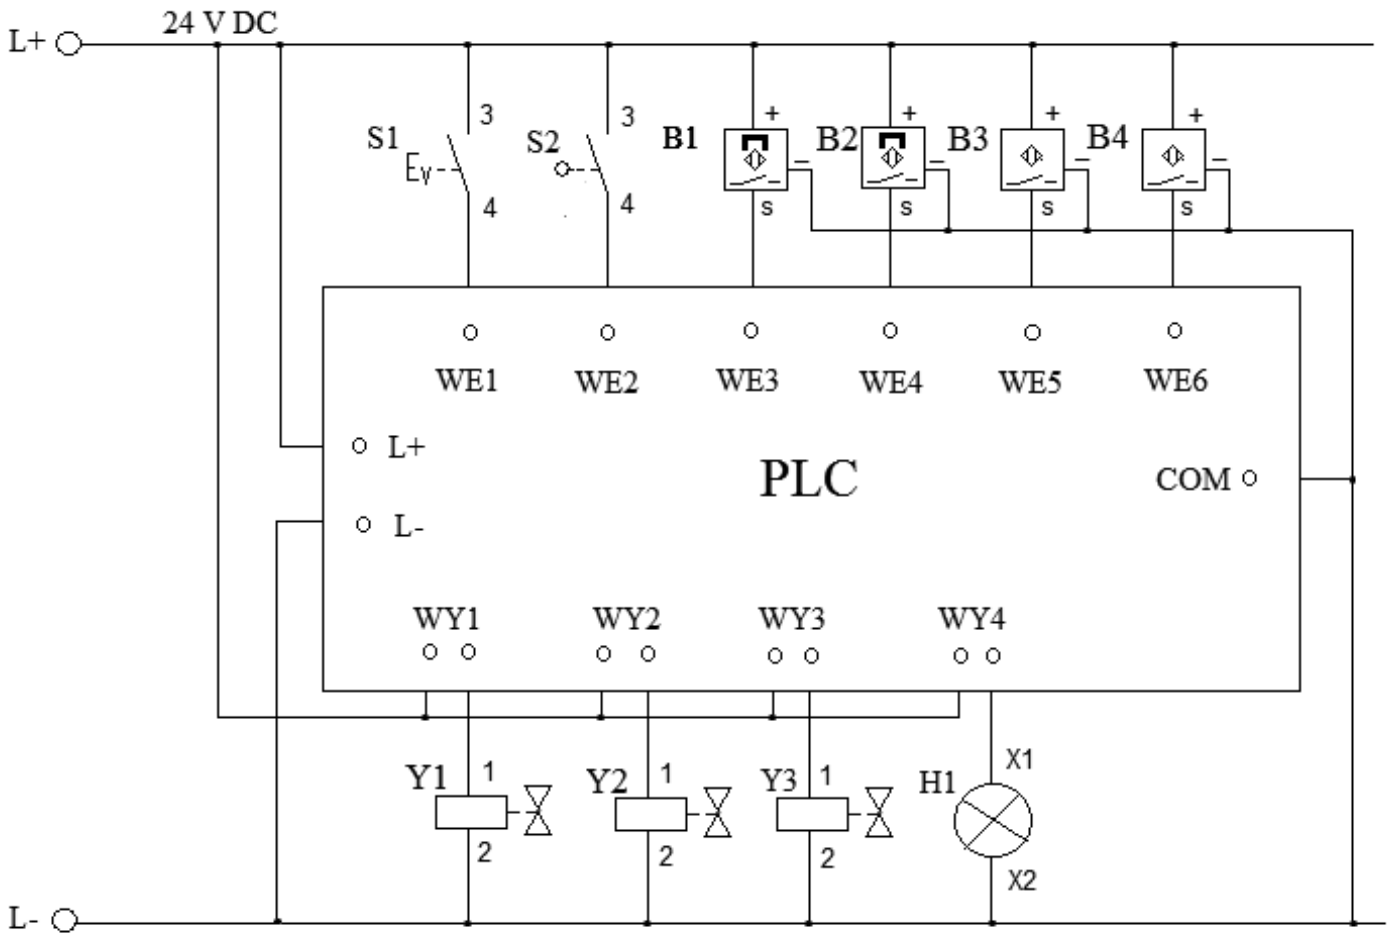 24 V DC
L+
3 3 + + + +
S1 S2 B1 B2 B3 B4
E
– – – –
4 4 s s s s
WE1 WE2 WE3 WE4 WE5 WE6
L+
PLC
COM
L-
WY1 WY2 WY3 WY4
Y1 1 Y2 1 Y3 1 H1 X1
2 2 2 X2
L-